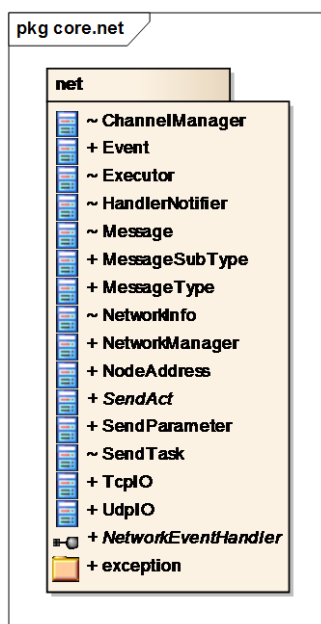 pkg core.net
net
~ ChannelManager
+ Event
~ Executor
~ HandlerNotifier
~ Message
+ MessageSubType
+ MessageType
~ NetworkInfo
+ NetworkManager
+ NodeAddress
+ SendAct
+ SendParameter
~ SendTask
+ TcpIO
+ UdpIO
+ NetworkEventHandler
+ exception